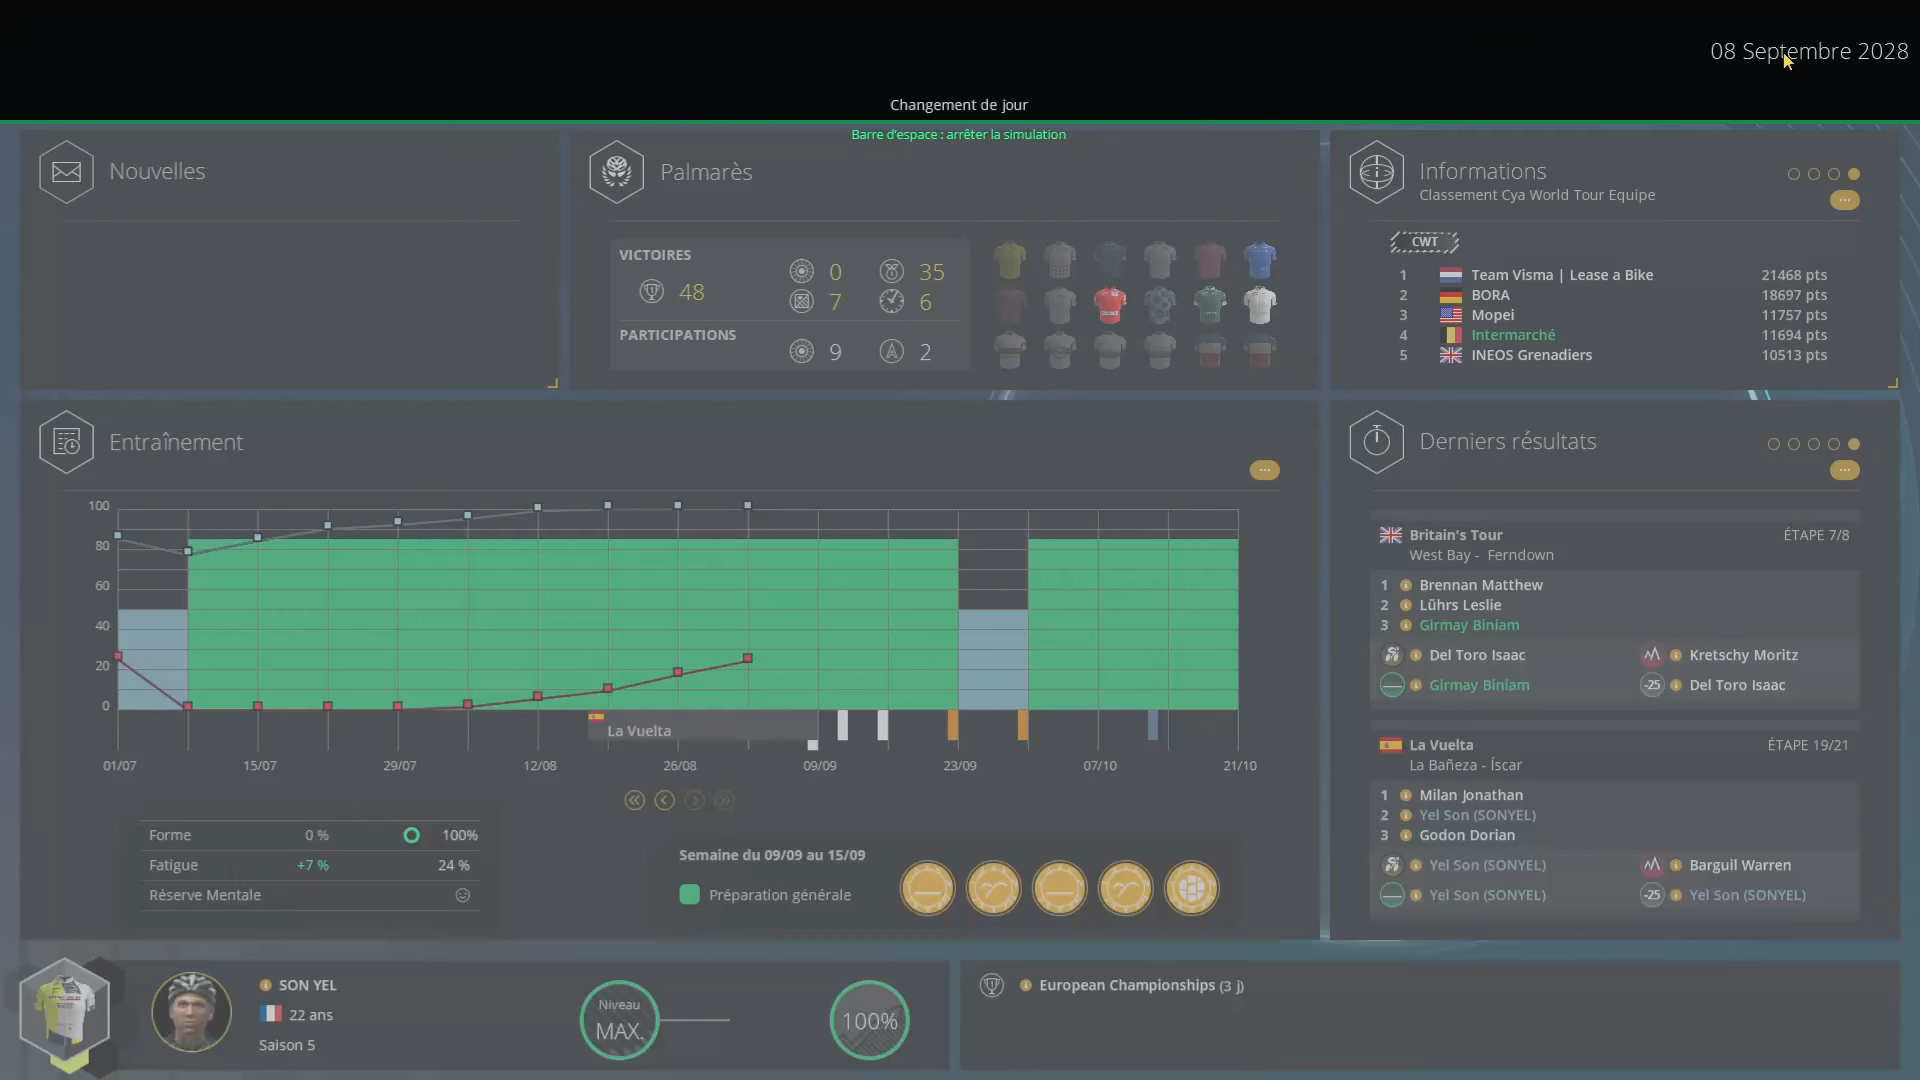 08 Septembre 2028
Changement de jour
Barre d'espace : arrêter la simulation
Nouvelles
Palmarès
VICTOIRES
48
0
35
7
6
PARTICIPATIONS
9
2
Informations
Classement Cya World Tour Equipe
CWT
1 Team Visma | Lease a Bike 21468 pts
2 BORA 18697 pts
3 Mopei 11757 pts
4 Intermarché 11694 pts
5 INEOS Grenadiers 10513 pts
Entraînement
100
80
60
40
20
0
La Vuelta
01/07 15/07 29/07 12/08 26/08 09/09 23/09 07/10 21/10
Forme 0 % 100%
Fatigue +7 % 24 %
Réserve Mentale
Semaine du 09/09 au 15/09
Préparation générale
Derniers résultats
Britain's Tour ÉTAPE 7/8
West Bay - Ferndown
1 Brennan Matthew
2 Lührs Leslie
3 Girmay Biniam
Del Toro Isaac Kretschy Moritz
Girmay Biniam -25 Del Toro Isaac
La Vuelta ÉTAPE 19/21
La Bañeza - Íscar
1 Milan Jonathan
2 Yel Son (SONYEL)
3 Godon Dorian
Yel Son (SONYEL) Barguil Warren
Yel Son (SONYEL) -25 Yel Son (SONYEL)
SON YEL
22 ans
Saison 5
Niveau
MAX.
100%
European Championships (3 j)